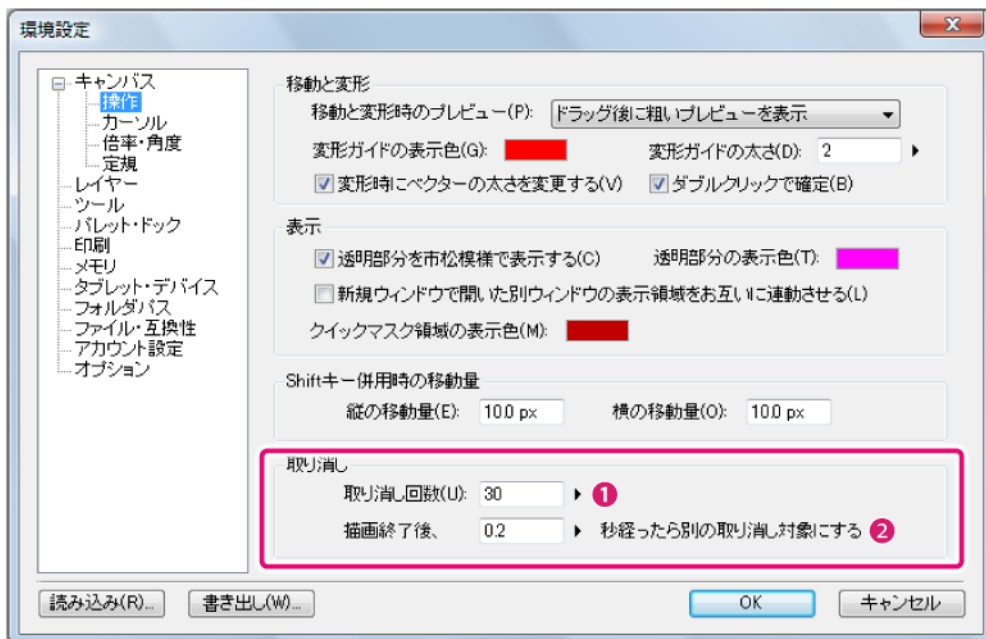 環境設定
キャンバス
操作
カーソル
倍率・角度
定規
レイヤー
ツール
パレット・ドック
印刷
メモリ
タブレット・デバイス
フォルダパス
ファイル・互換性
アカウント設定
オプション
移動と変形
移動と変形時のプレビュー(P): ドラッグ後に粗いプレビューを表示
変形ガイドの表示色(G): 変形ガイドの太さ(D): 2
変形時にベクターの太さを変更する(V) ダブルクリックで確定(B)
表示
透明部分を市松模様で表示する(C) 透明部分の表示色(T):
新規ウィンドウで開いた別ウィンドウの表示領域をお互いに連動させる(L)
クイックマスク領域の表示色(M):
Shiftキー併用時の移動量
縦の移動量(E): 10.0 px 横の移動量(O): 10.0 px
取り消し
取り消し回数(U): 30 1
描画終了後、 0.2 秒経ったら別の取り消し対象にする 2
読み込み(R)... 書き出し(W)... OK キャンセル